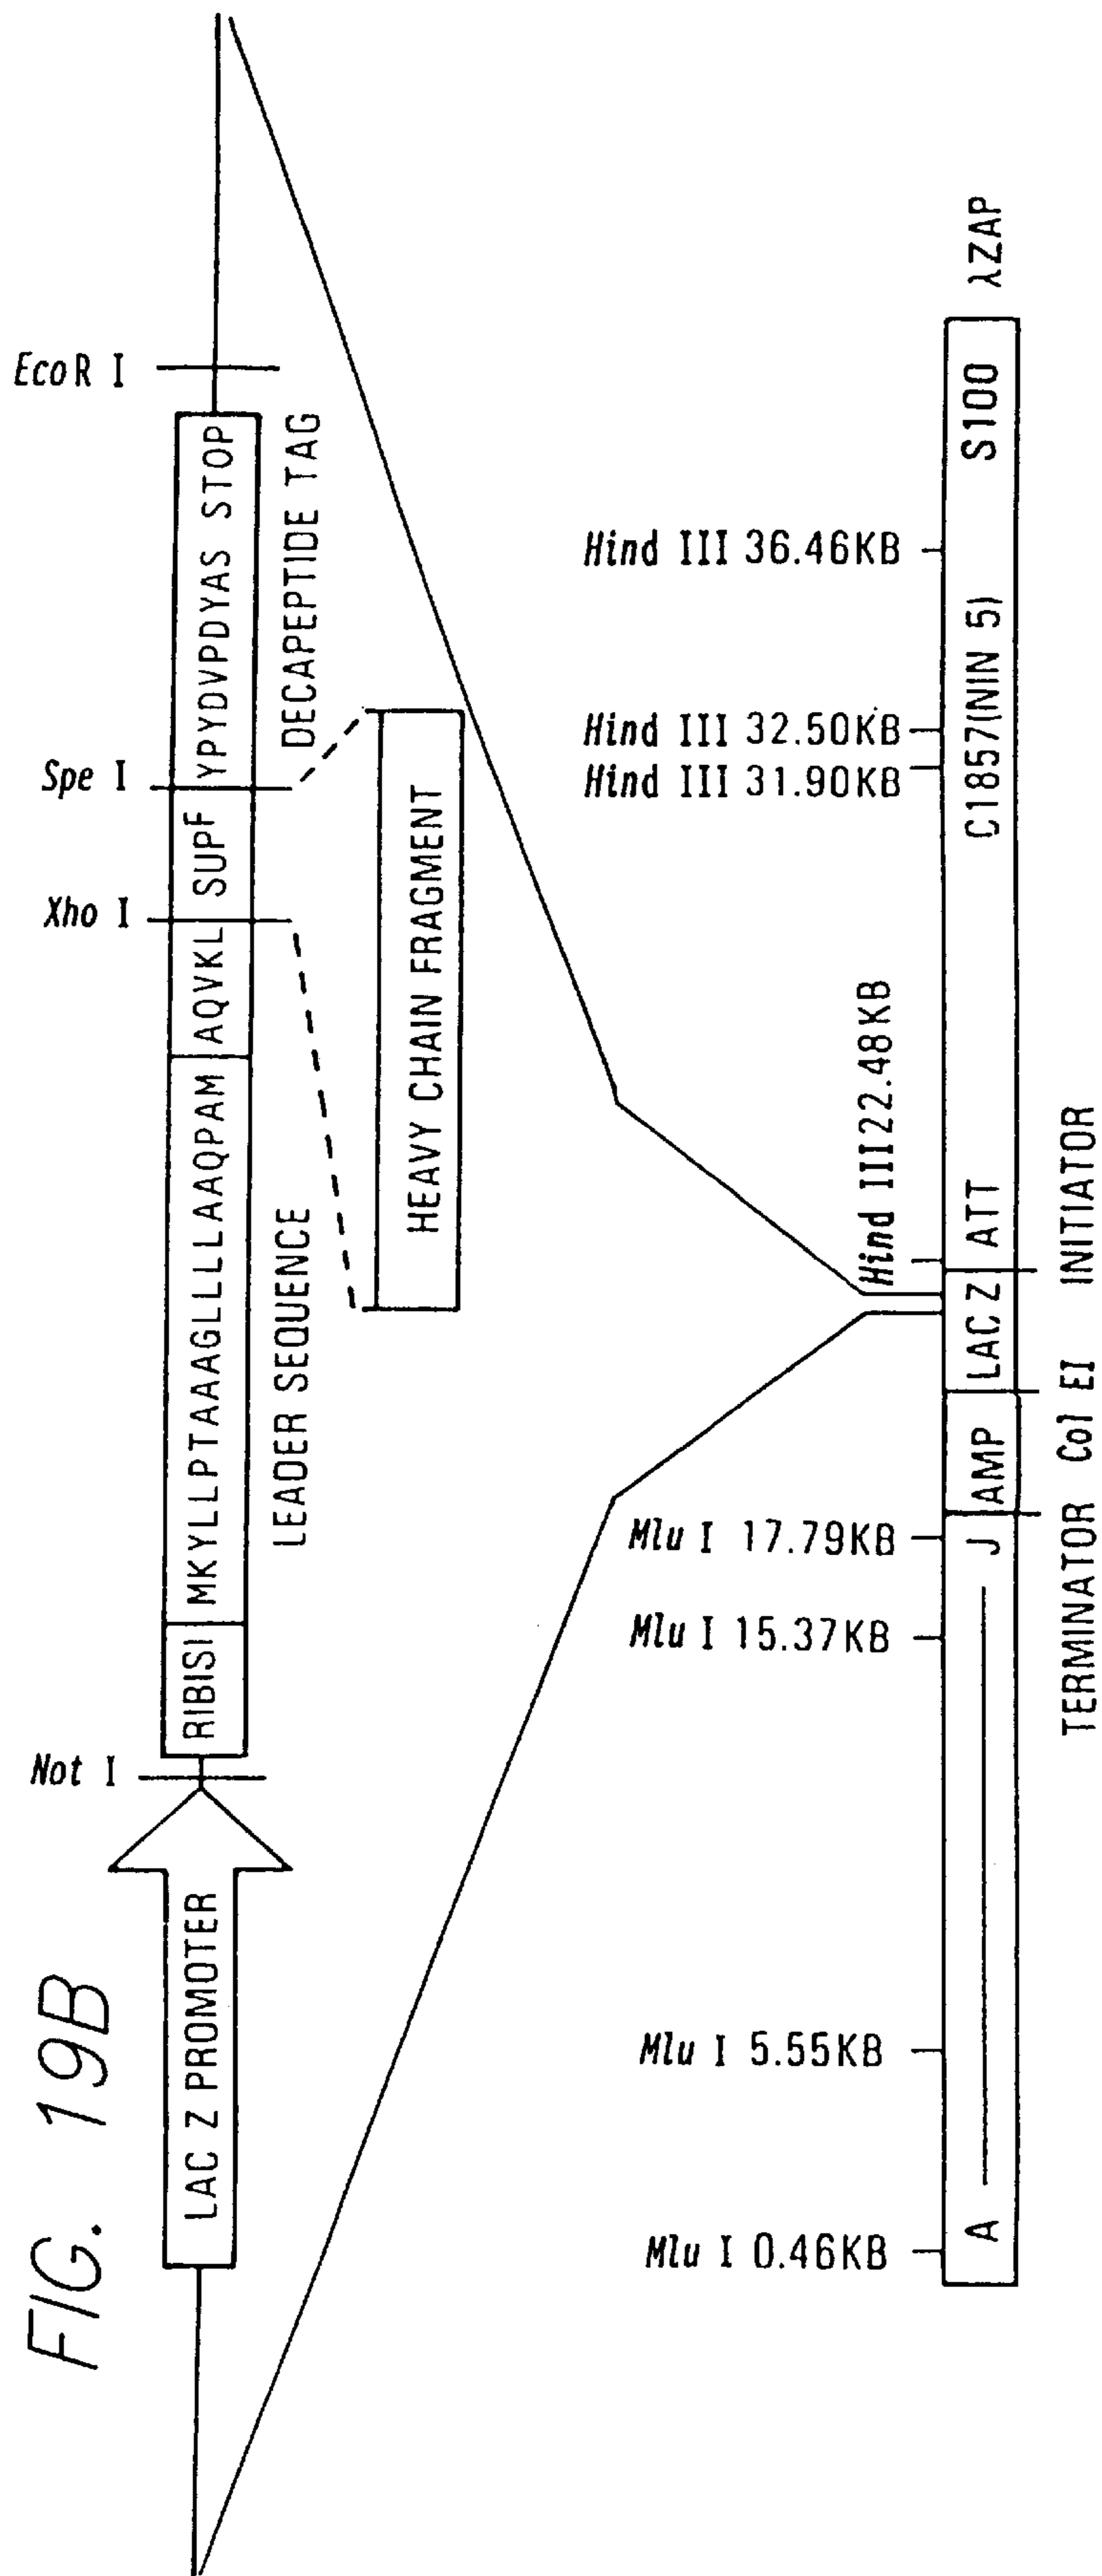 FIG. 19B
LAC Z PROMOTER
Not I
RIBISI
MKYLLPTAAAGLLLLAAQPAM
AQVKL
Xho I
SUPF
Spe I
YPYDVPDYAS STOP
EcoR I
LEADER SEQUENCE
DECAPEPTIDE TAG
HEAVY CHAIN FRAGMENT
Mlu I 0.46KB
Mlu I 5.55KB
Mlu I 15.37KB
Mlu I 17.79KB
Hind III 22.48KB
Hind III 31.90KB
Hind III 32.50KB
Hind III 36.46KB
A
J
AMP
LAC Z
ATT
C1857(NIN 5)
S100
λZAP
TERMINATOR
Col EI
INITIATOR